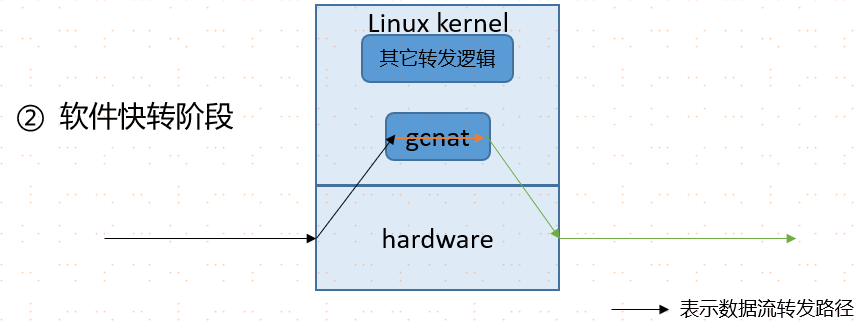 Linux kernel
其它转发逻辑
② 软件快转阶段
gcnat
hardware
表示数据流转发路径